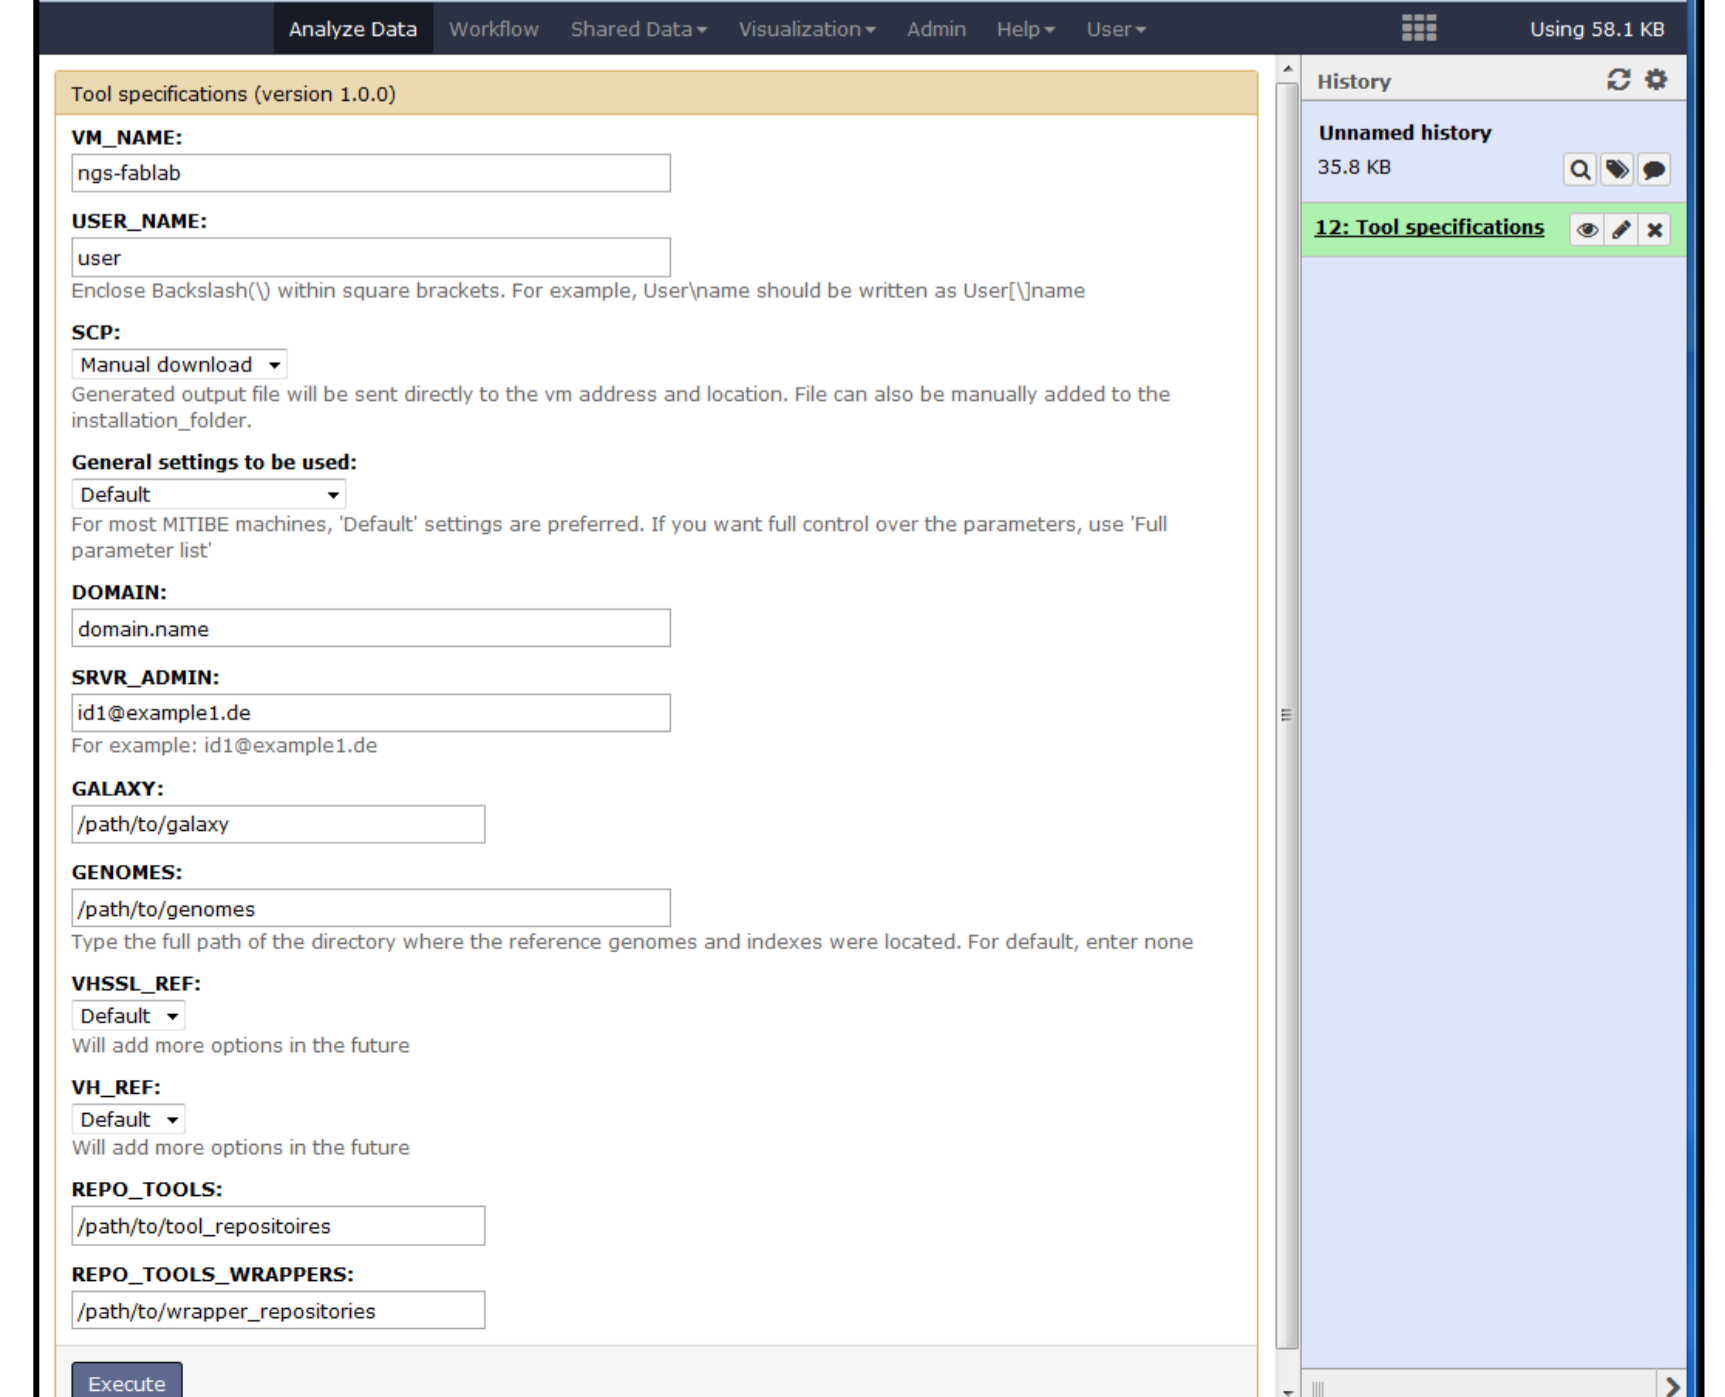 Analyze Data Workflow Shared Data Visualization Admin Help User Using 58.1 KB
Tool specifications (version 1.0.0)
VM_NAME:
ngs-fablab
USER_NAME:
user
Enclose Backslash(\) within square brackets. For example, User\name should be written as User[\]name
SCP:
Manual download
Generated output file will be sent directly to the vm address and location. File can also be manually added to the
installation_folder.
General settings to be used:
Default
For most MITIBE machines, 'Default' settings are preferred. If you want full control over the parameters, use 'Full
parameter list'
DOMAIN:
domain.name
SRVR_ADMIN:
id1@example1.de
For example: id1@example1.de
GALAXY:
/path/to/galaxy
GENOMES:
/path/to/genomes
Type the full path of the directory where the reference genomes and indexes were located. For default, enter none
VHSSL_REF:
Default
Will add more options in the future
VH_REF:
Default
Will add more options in the future
REPO_TOOLS:
/path/to/tool_repositoires
REPO_TOOLS_WRAPPERS:
/path/to/wrapper_repositories
Execute
History
Unnamed history
35.8 KB
12: Tool specifications